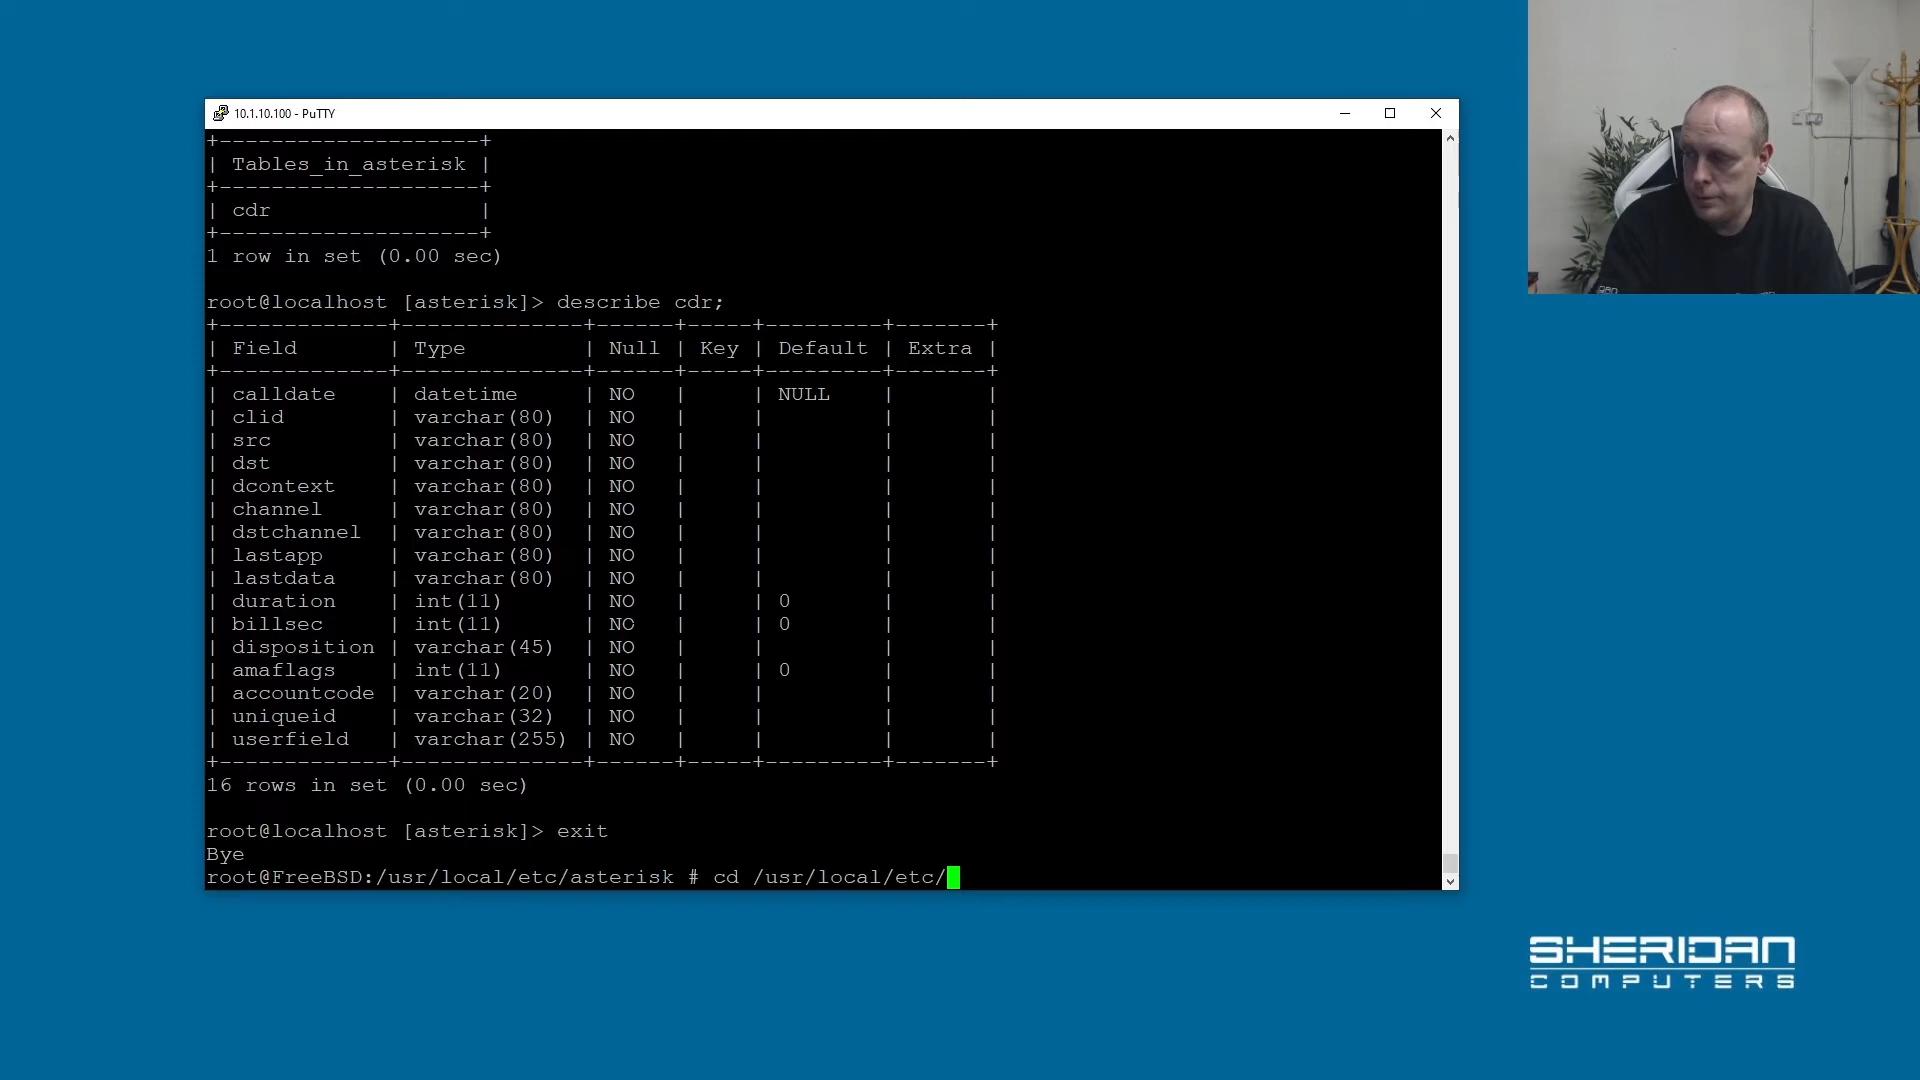 10.1.10.100 - PuTTY
+--------------------+
| Tables_in_asterisk |
+--------------------+
| cdr                |
+--------------------+
1 row in set (0.00 sec)
root@localhost [asterisk]> describe cdr;
+-------------+--------------+------+-----+---------+-------+
| Field       | Type         | Null | Key | Default | Extra |
+-------------+--------------+------+-----+---------+-------+
| calldate    | datetime     | NO   |     | NULL    |       |
| clid        | varchar(80)  | NO   |     |         |       |
| src         | varchar(80)  | NO   |     |         |       |
| dst         | varchar(80)  | NO   |     |         |       |
| dcontext    | varchar(80)  | NO   |     |         |       |
| channel     | varchar(80)  | NO   |     |         |       |
| dstchannel  | varchar(80)  | NO   |     |         |       |
| lastapp     | varchar(80)  | NO   |     |         |       |
| lastdata    | varchar(80)  | NO   |     |         |       |
| duration    | int(11)      | NO   |     | 0       |       |
| billsec     | int(11)      | NO   |     | 0       |       |
| disposition | varchar(45)  | NO   |     |         |       |
| amaflags    | int(11)      | NO   |     | 0       |       |
| accountcode | varchar(20)  | NO   |     |         |       |
| uniqueid    | varchar(32)  | NO   |     |         |       |
| userfield   | varchar(255) | NO   |     |         |       |
+-------------+--------------+------+-----+---------+-------+
16 rows in set (0.00 sec)
root@localhost [asterisk]> exit
Bye
root@FreeBSD:/usr/local/etc/asterisk # cd /usr/local/etc/
SHERIDAN
COMPUTERS